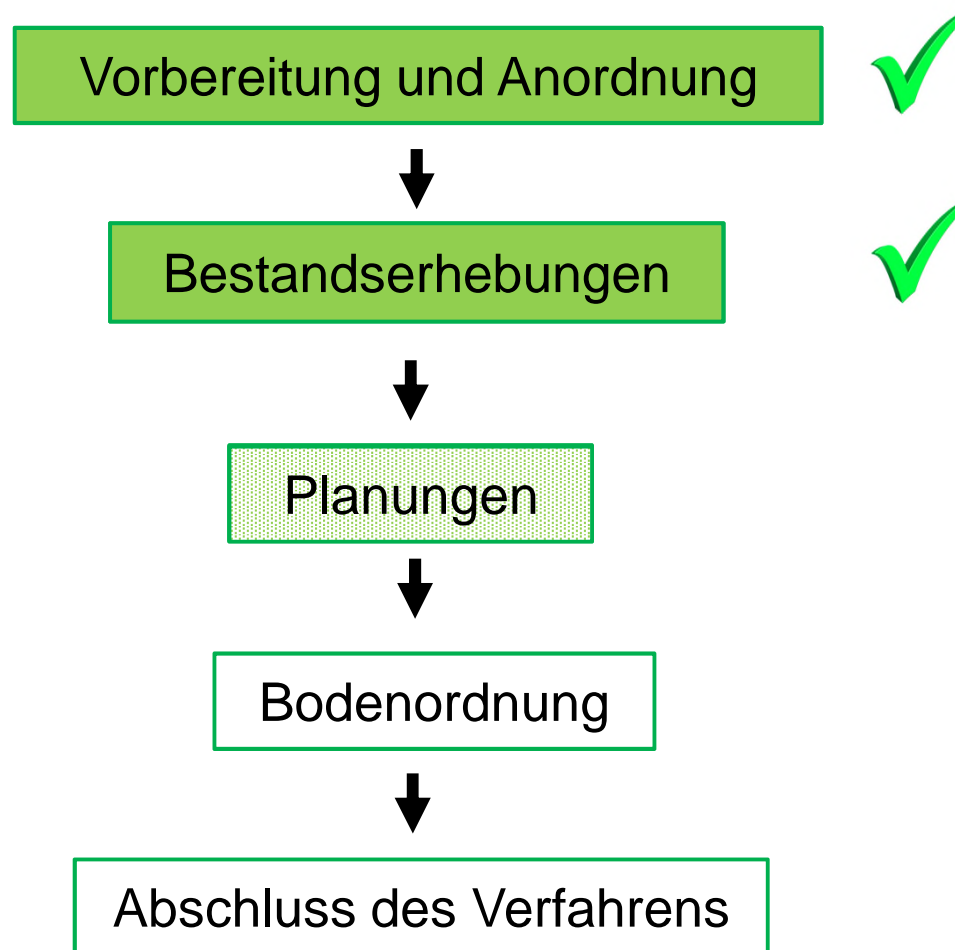 Vorbereitung und Anordnung
Bestandserhebungen
Planungen
Bodenordnung
Abschluss des Verfahrens